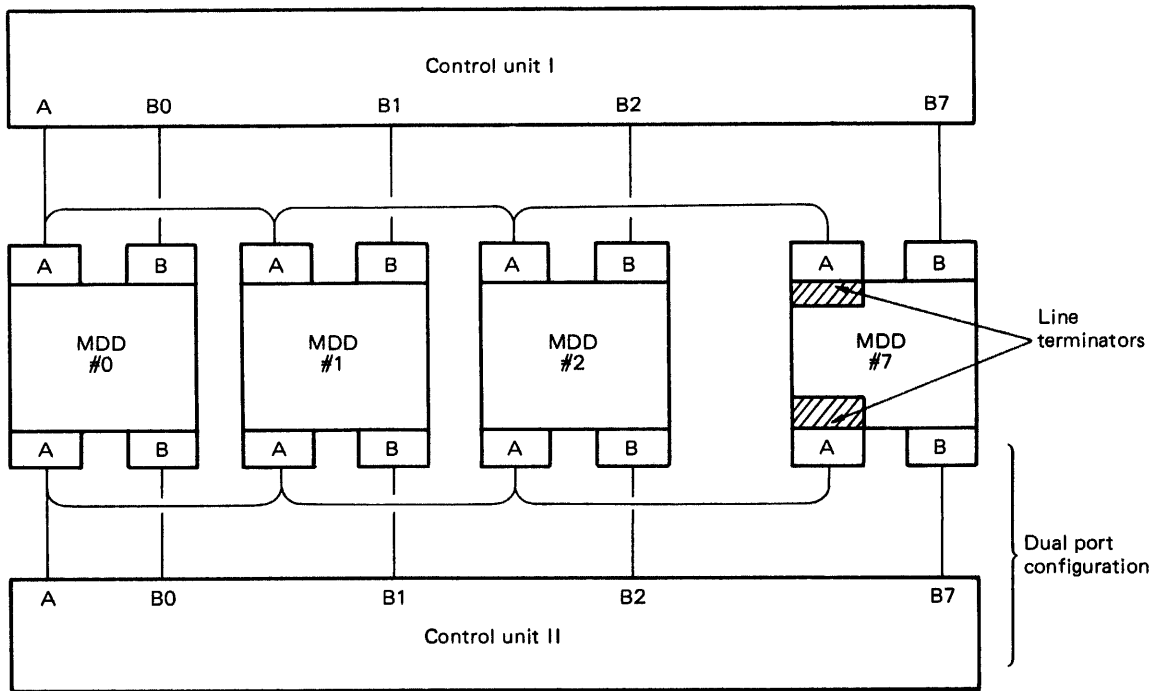 Control unit I
A B0 B1 B2 B7
A B A B A B A B
MDD
#0
MDD
#1
MDD
#2
MDD
#7
Line
terminators
A B A B A B A B
Dual port
configuration
A B0 B1 B2 B7
Control unit II